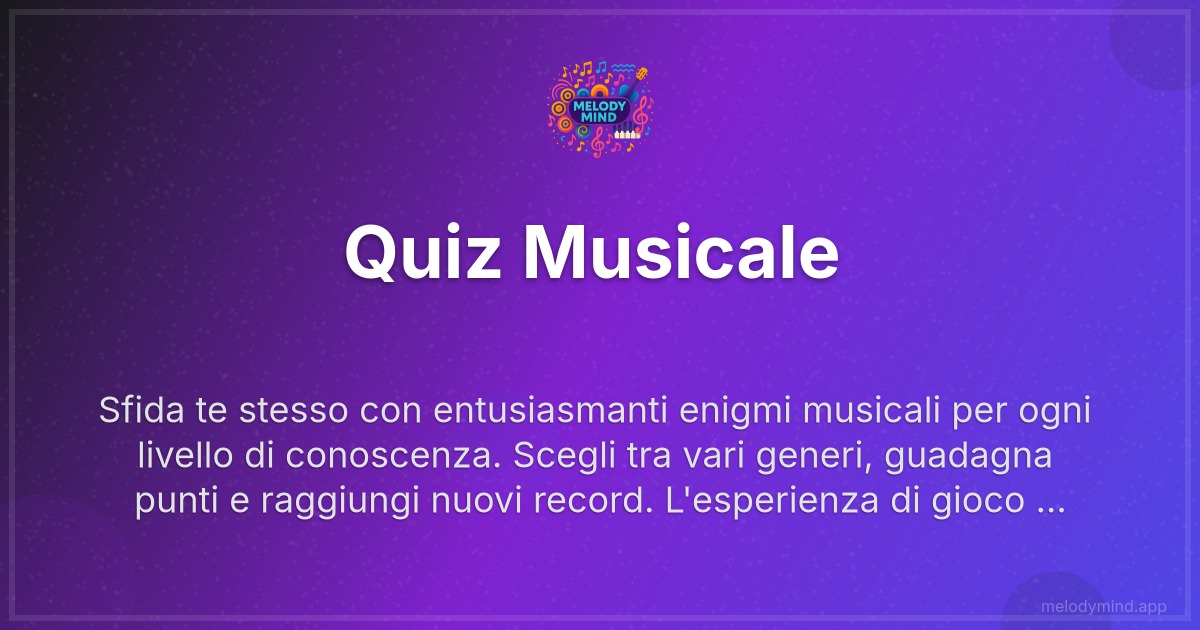 MELODY
MIND
Quiz Musicale
Sfida te stesso con entusiasmanti enigmi musicali per ogni
livello di conoscenza. Scegli tra vari generi, guadagna
punti e raggiungi nuovi record. L'esperienza di gioco ...
melodymind.app